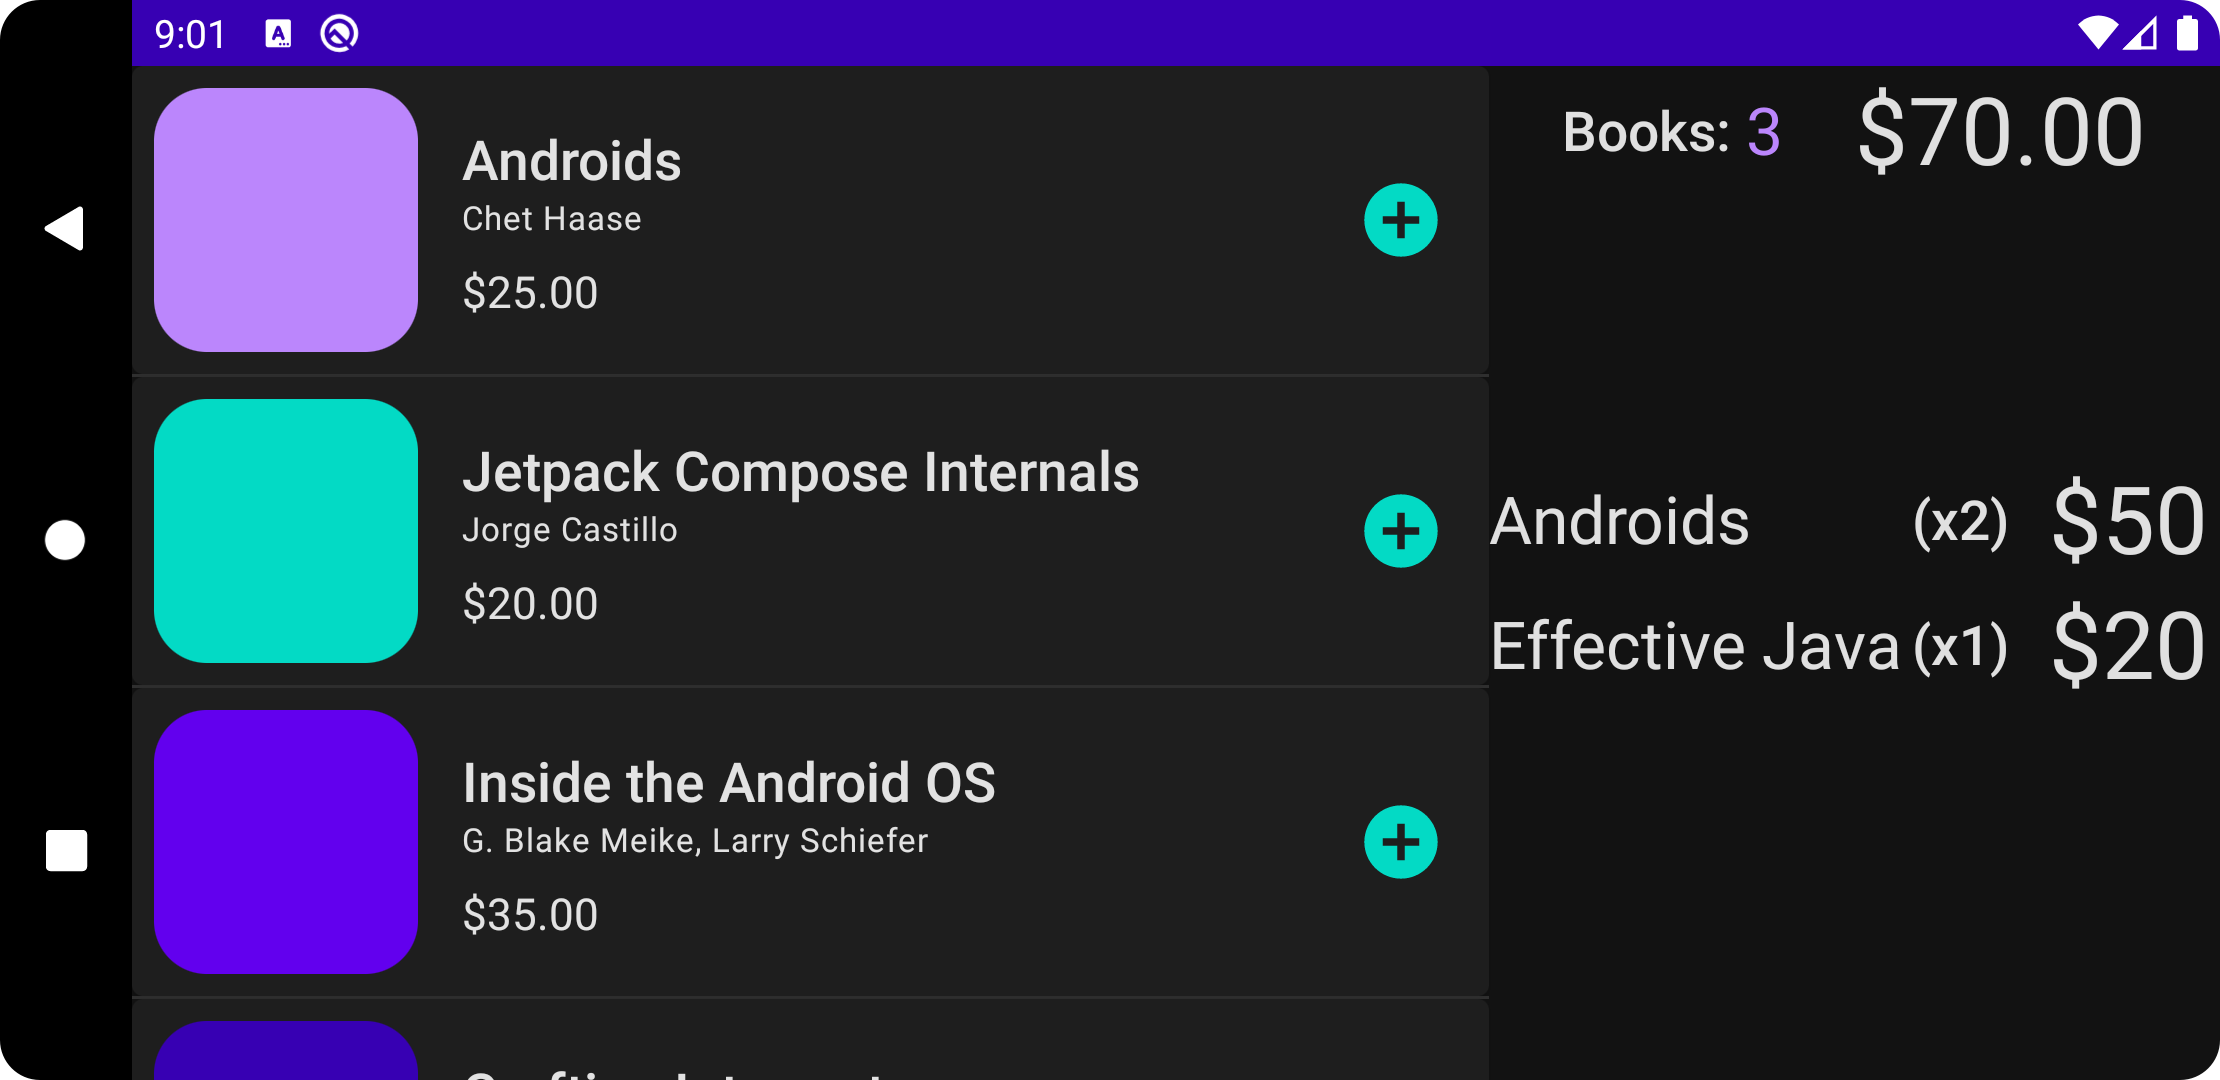 9:01
Androids
Chet Haase
$25.00
Jetpack Compose Internals
Jorge Castillo
$20.00
Inside the Android OS
G. Blake Meike, Larry Schiefer
$35.00
Books: 3 $70.00
Androids (x2) $50
Effective Java (x1) $20